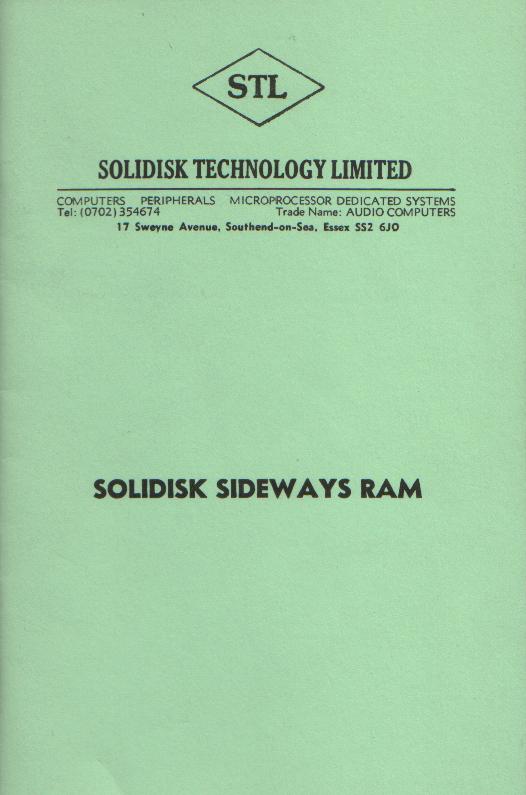 STL
SOLIDISK TECHNOLOGY LIMITED
COMPUTERS PERIPHERALS MICROPROCESSOR DEDICATED SYSTEMS
Tel: (0702) 354674 Trade Name: AUDIO COMPUTERS
17 Sweyne Avenue, Southend-on-Sea, Essex SS2 6JO
SOLIDISK SIDEWAYS RAM